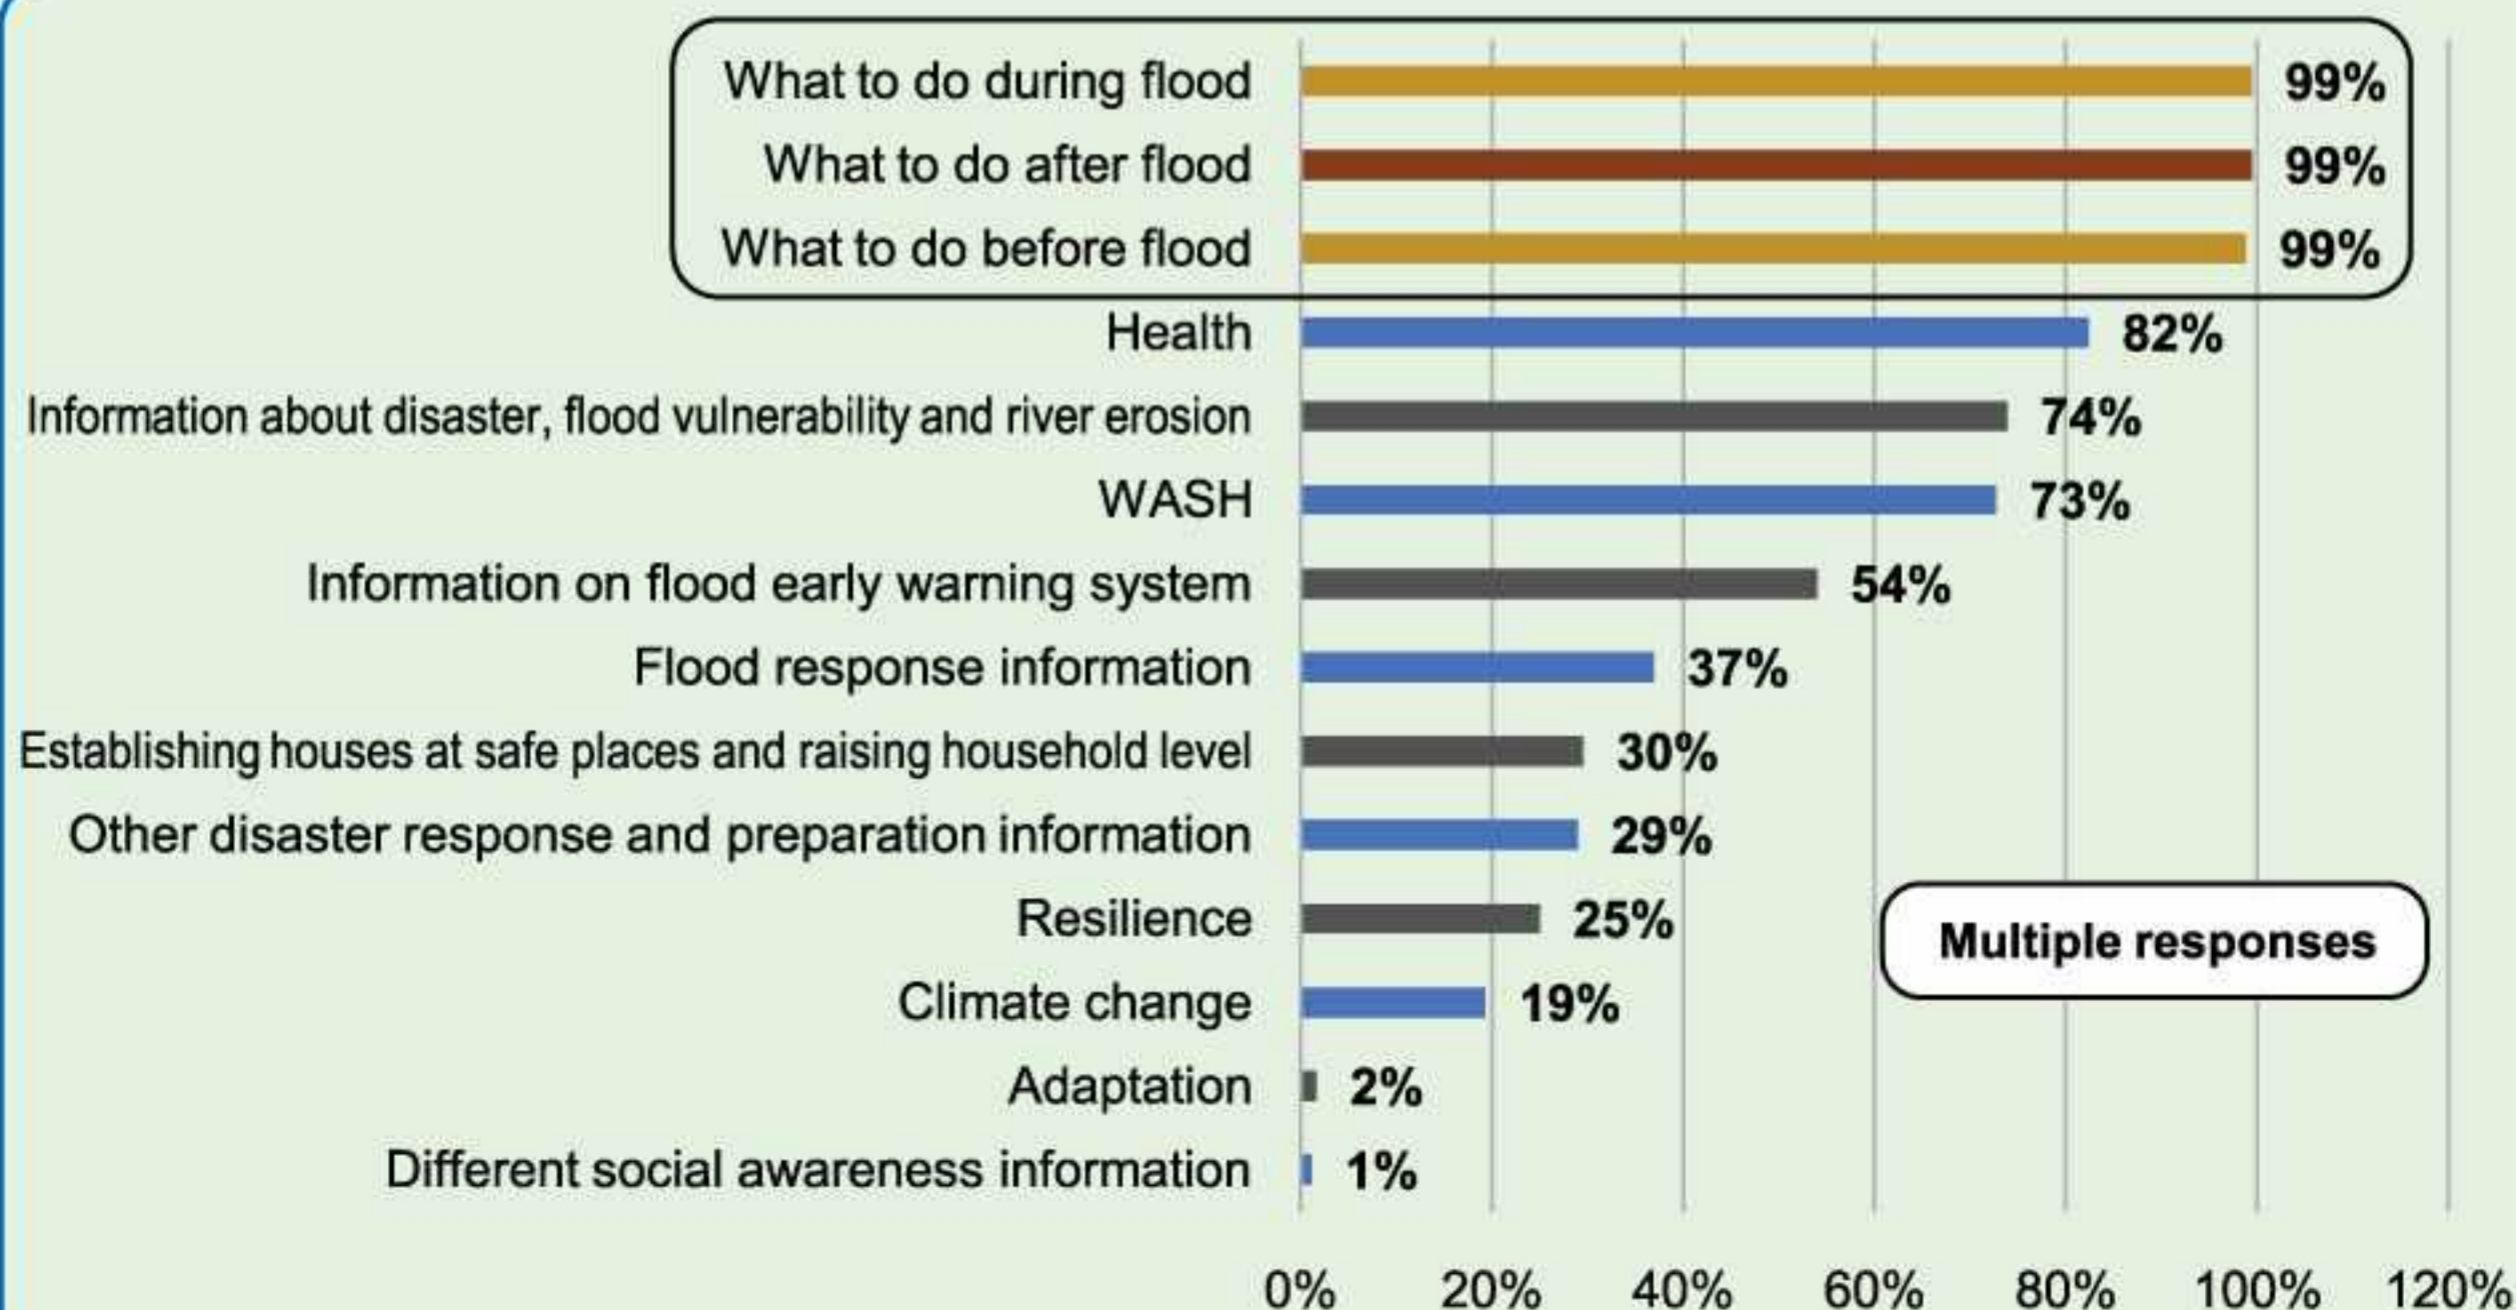 What to do during flood 99%
What to do after flood 99%
What to do before flood 99%
Health 82%
Information about disaster, flood vulnerability and river erosion 74%
WASH 73%
Information on flood early warning system 54%
Flood response information 37%
Establishing houses at safe places and raising household level 30%
Other disaster response and preparation information 29%
Resilience 25%
Multiple responses
Climate change 19%
Adaptation 2%
Different social awareness information 1%
0% 20% 40% 60% 80% 100% 120%